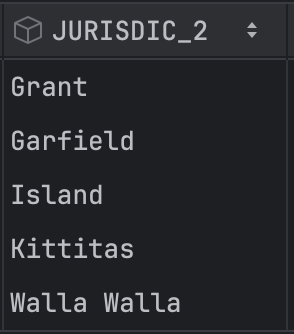 JURISDIC_2
Grant
Garfield
Island
Kittitas
Walla Walla